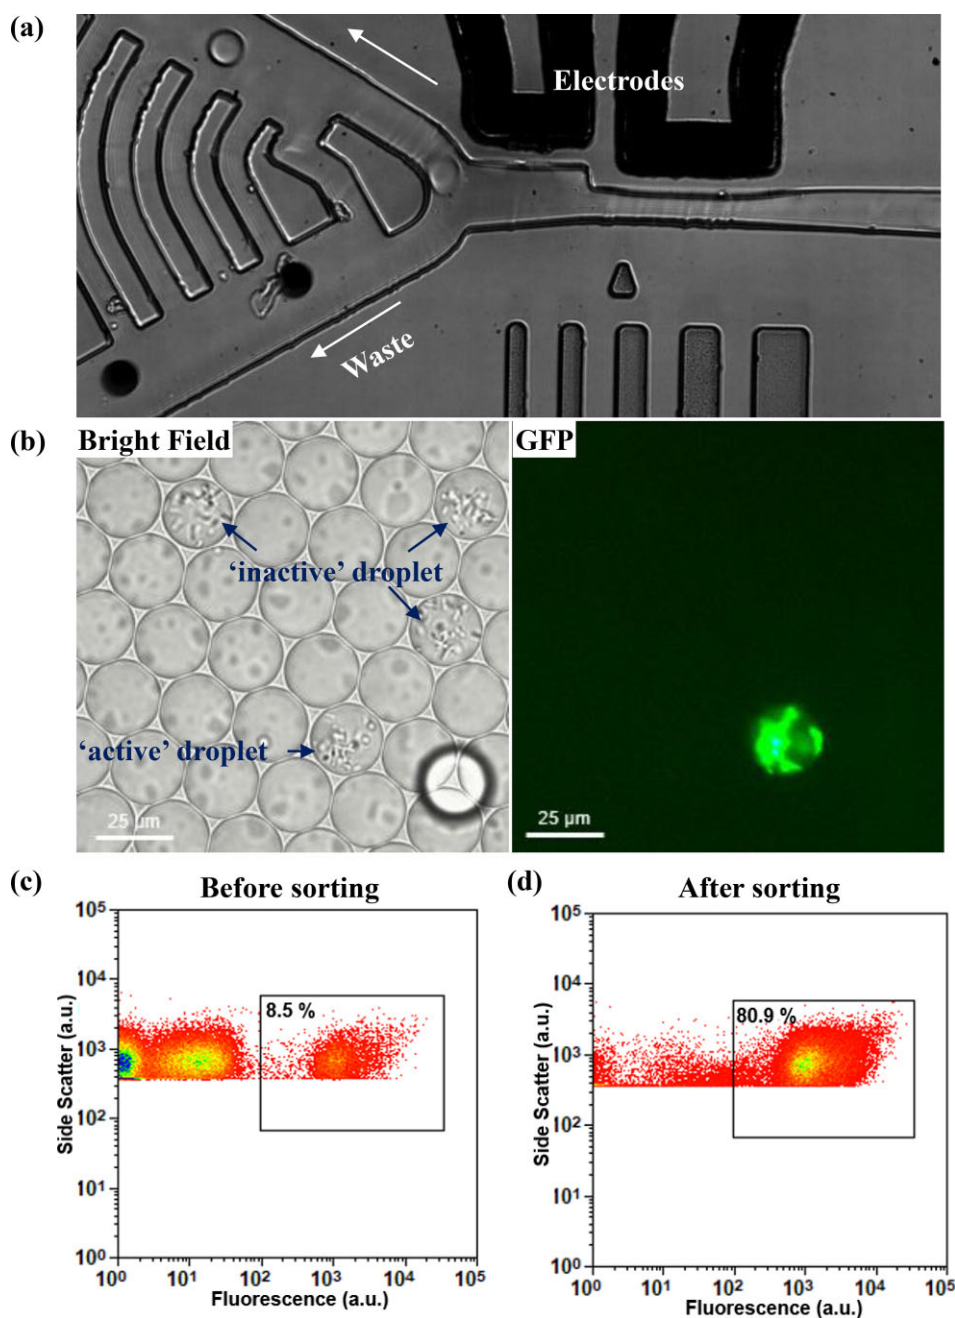 (a)
Electrodes
Waste
(b) Bright Field GFP
'inactive' droplet
'active' droplet
25 µm 25 µm
(c) Before sorting (d) After sorting
10⁵ 10⁵
8.5 % 80.9 %
10⁴ 10⁴
10³ 10³
10² 10²
10¹ 10¹
10⁰ 10⁰
Side Scatter (a.u.) Side Scatter (a.u.)
10⁰ 10¹ 10² 10³ 10⁴ 10⁵ 10⁰ 10¹ 10² 10³ 10⁴ 10⁵
Fluorescence (a.u.) Fluorescence (a.u.)